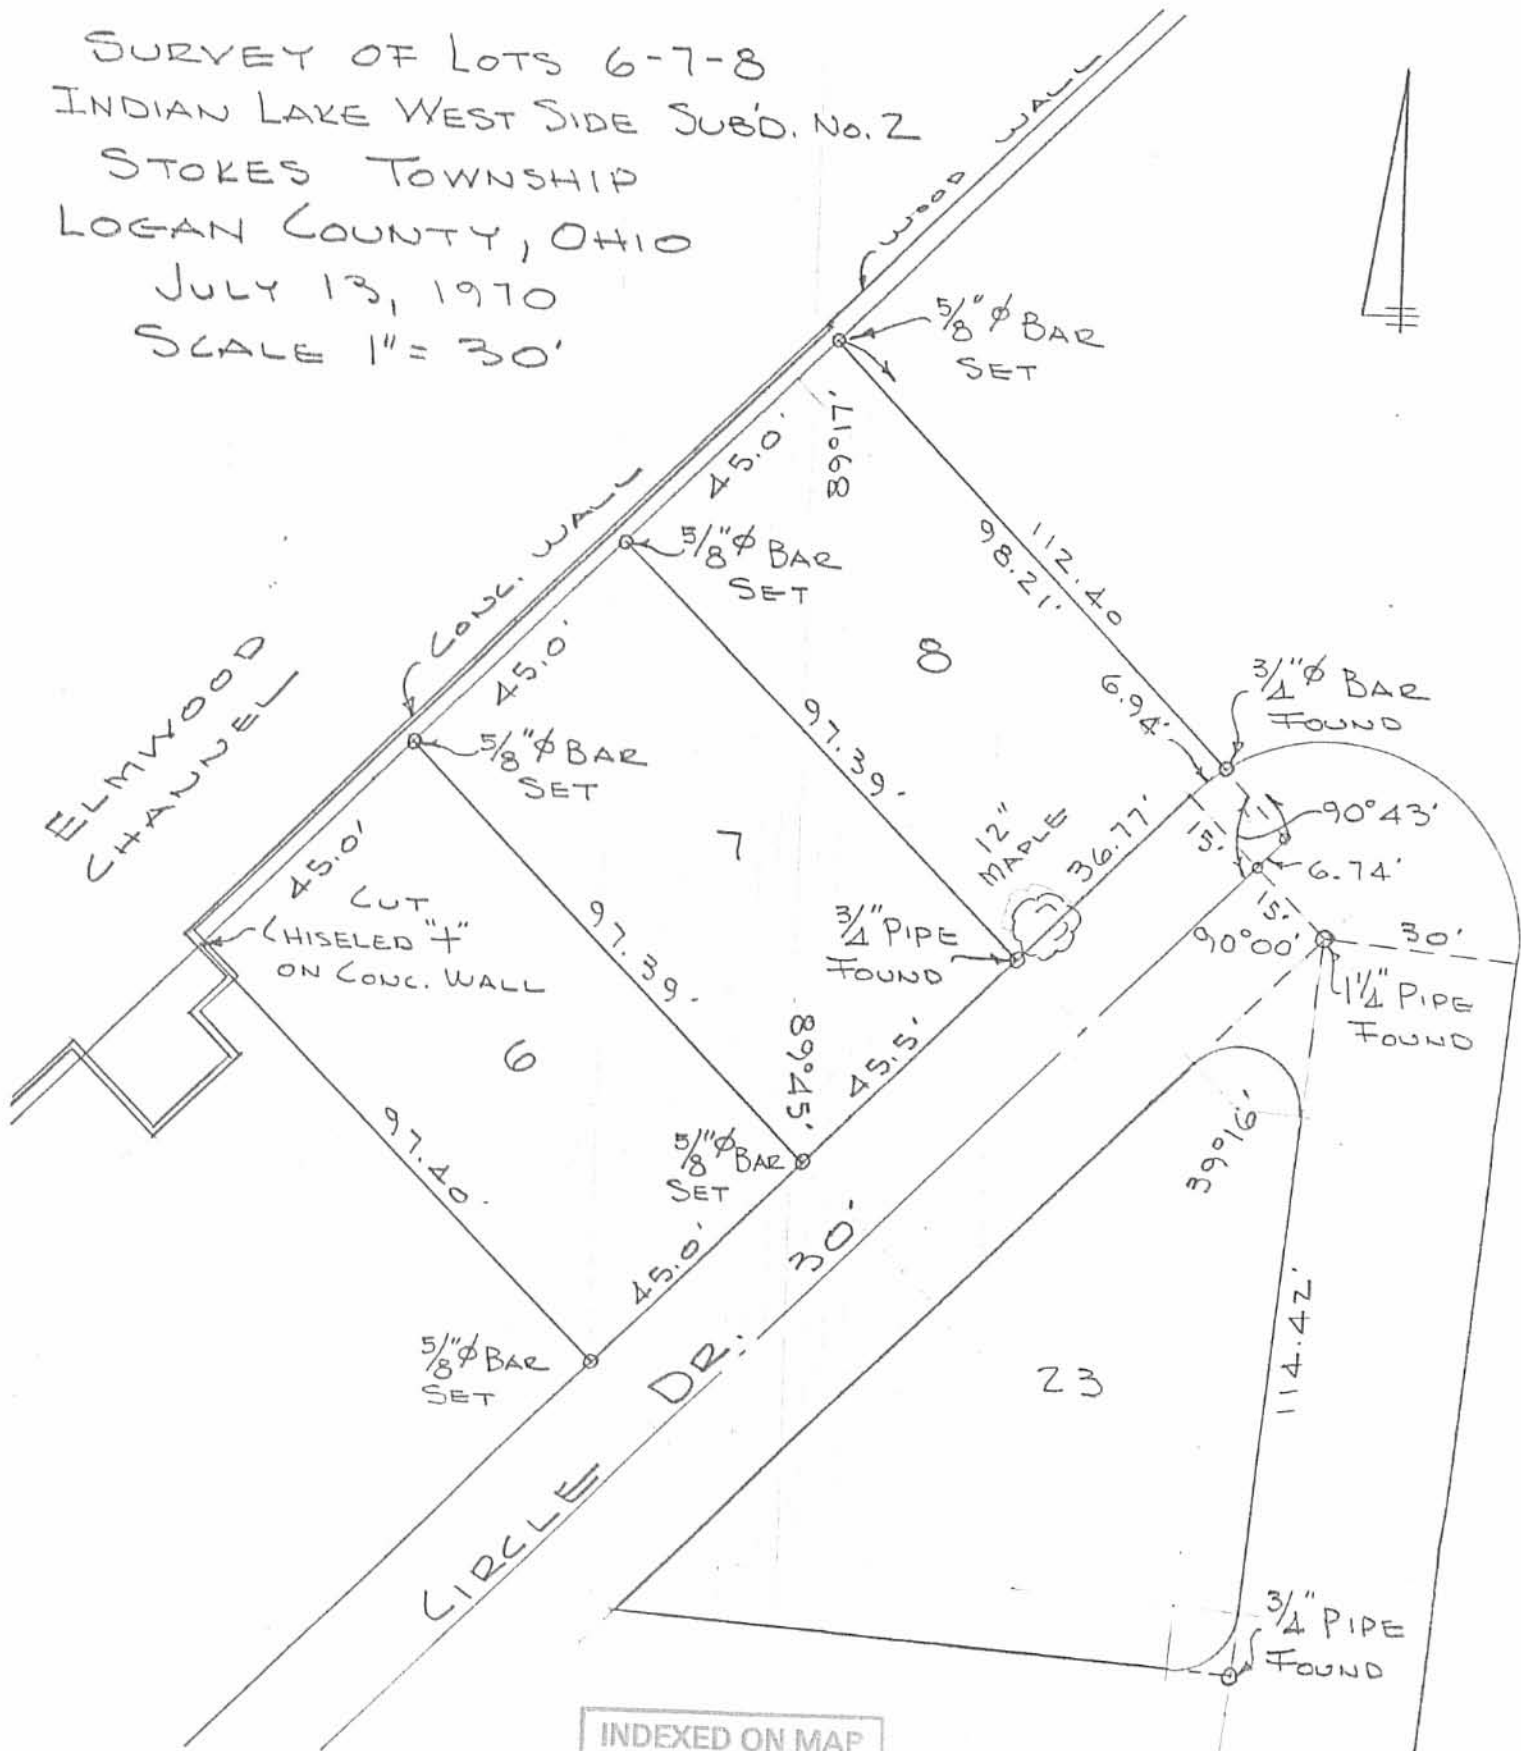 SURVEY OF LOTS 6-7-8
INDIAN LAKE WEST SIDE SUB'D. NO. 2
STOKES TOWNSHIP
LOGAN COUNTY, OHIO
JULY 13, 1970
SCALE 1" = 30'
WOOD WALL
5/8" φ BAR
SET
45.0'
89°17'
CONC. WALL
5/8" φ BAR
SET
112.40
98.21'
8
45.0'
ELMWOOD
CHANNEL
5/8" φ BAR
SET
97.39'
6.94'
3/4" φ BAR
FOUND
7
12"
MAPLE
36.77'
15'
11'
90°43'
6.74'
45.0'
CUT
CHISELED "+"
ON CONC. WALL
97.39'
3/4" PIPE
FOUND
15'
90°00'
30'
1 1/4" PIPE
FOUND
6
89°45'
45.5'
97.40'
5/8" φ BAR
SET
39°16'
45.0'
30'
5/8" φ BAR
SET
CIRCLE DR.
23
114.42'
3/4" PIPE
FOUND
INDEXED ON MAP